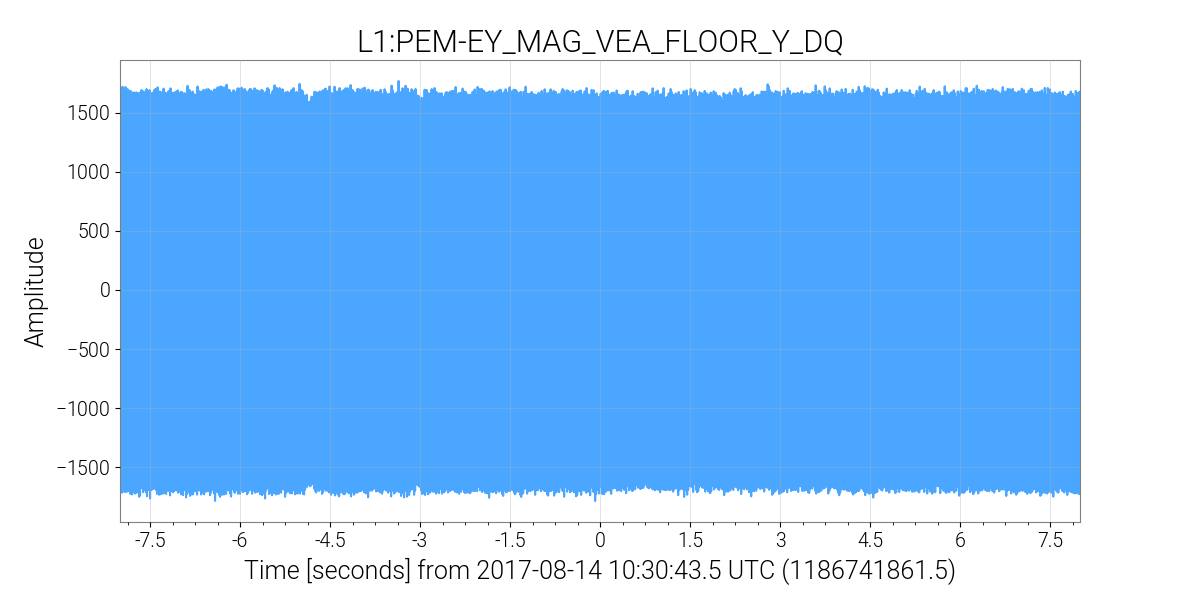 L1:PEM-EY_MAG_VEA_FLOOR_Y_DQ
Amplitude
1500
1000
500
0
−500
−1000
−1500
-7.5 -6 -4.5 -3 -1.5 0 1.5 3 4.5 6 7.5
Time [seconds] from 2017-08-14 10:30:43.5 UTC (1186741861.5)